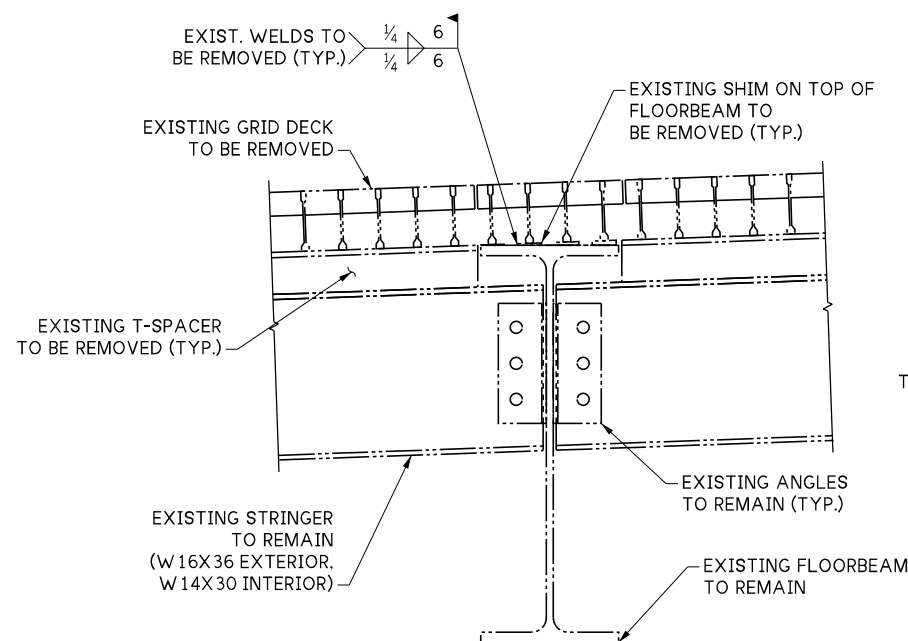 EXIST. WELDS TO
BE REMOVED (TYP.)
1/4 6
1/4 6
EXISTING SHIM ON TOP OF
FLOORBEAM TO
BE REMOVED (TYP.)
EXISTING GRID DECK
TO BE REMOVED
EXISTING T-SPACER
TO BE REMOVED (TYP.)
T
EXISTING ANGLES
TO REMAIN (TYP.)
EXISTING STRINGER
TO REMAIN
(W16X36 EXTERIOR,
W14X30 INTERIOR)
EXISTING FLOORBEAM
TO REMAIN